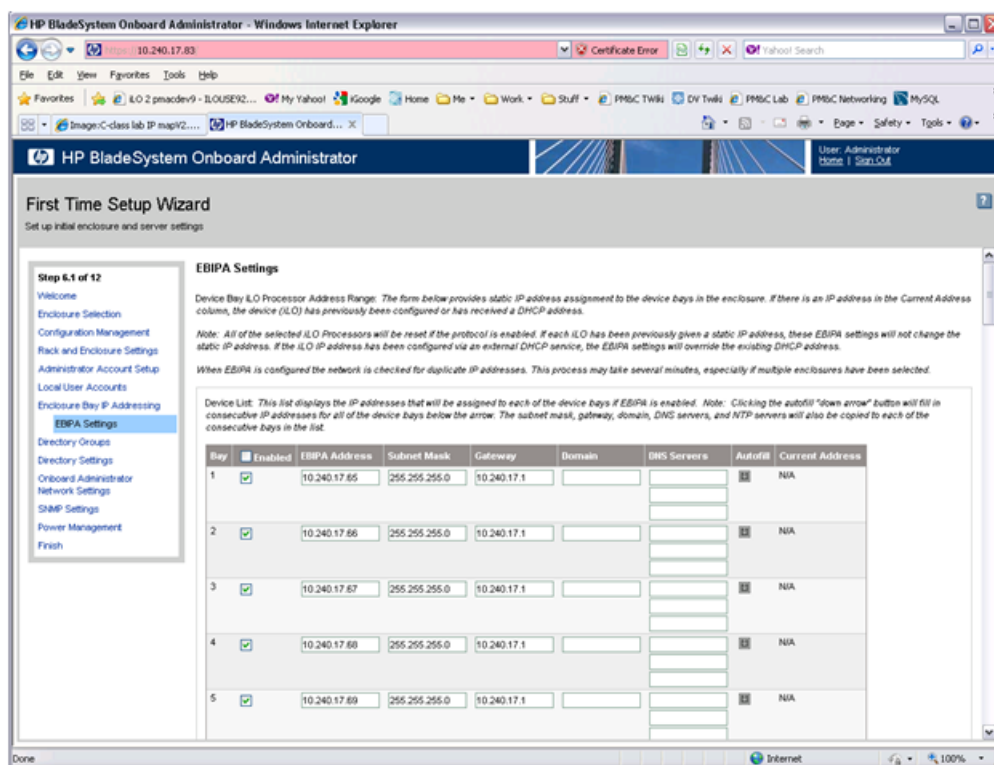 HP BladeSystem Onboard Administrator - Windows Internet Explorer
https://10.240.17.83/ Certificate Error Yahoo! Search
File Edit View Favorites Tools Help
Favorites iLO 2 pmacdev9 - ILOUSE92... My Yahoo! iGoogle Home Me Work Stuff PM&C TWiki DV Twiki PM&C Lab PM&C Networking MySQL
Image:C-class lab IP mapV2.... HP BladeSystem Onboard... X Page Safety Tools
HP BladeSystem Onboard Administrator
User: Administrator
Home | Sign Out
First Time Setup Wizard
Set up initial enclosure and server settings
Step 6.1 of 12
Welcome
Enclosure Selection
Configuration Management
Rack and Enclosure Settings
Administrator Account Setup
Local User Accounts
Enclosure Bay IP Addressing
EBIPA Settings
Directory Groups
Directory Settings
Onboard Administrator
Network Settings
SNMP Settings
Power Management
Finish
EBIPA Settings
Device Bay iLO Processor Address Range: The form below provides static IP address assignment to the device bays in the enclosure. If there is an IP address in the Current Address
column, the device (iLO) has previously been configured or has received a DHCP address.
Note: All of the selected iLO Processors will be reset if the protocol is enabled. If each iLO has been previously given a static IP address, these EBIPA settings will not change the
static IP address. If the iLO IP address has been configured via an external DHCP service, the EBIPA settings will override the existing DHCP address.
When EBIPA is configured the network is checked for duplicate IP addresses. This process may take several minutes, especially if multiple enclosures have been selected.
Device List: This list displays the IP addresses that will be assigned to each of the device bays if EBIPA is enabled. Note: Clicking the autofill "down arrow" button will fill in
consecutive IP addresses for all of the device bays below the arrow. The subnet mask, gateway, domain, DNS servers, and NTP servers will also be copied to each of the
consecutive bays in the list.
Bay Enabled EBIPA Address Subnet Mask Gateway Domain DNS Servers Autofill Current Address
1 10.240.17.65 255.255.255.0 10.240.17.1 N/A
2 10.240.17.66 255.255.255.0 10.240.17.1 N/A
3 10.240.17.67 255.255.255.0 10.240.17.1 N/A
4 10.240.17.68 255.255.255.0 10.240.17.1 N/A
5 10.240.17.69 255.255.255.0 10.240.17.1 N/A
Done Internet 100%